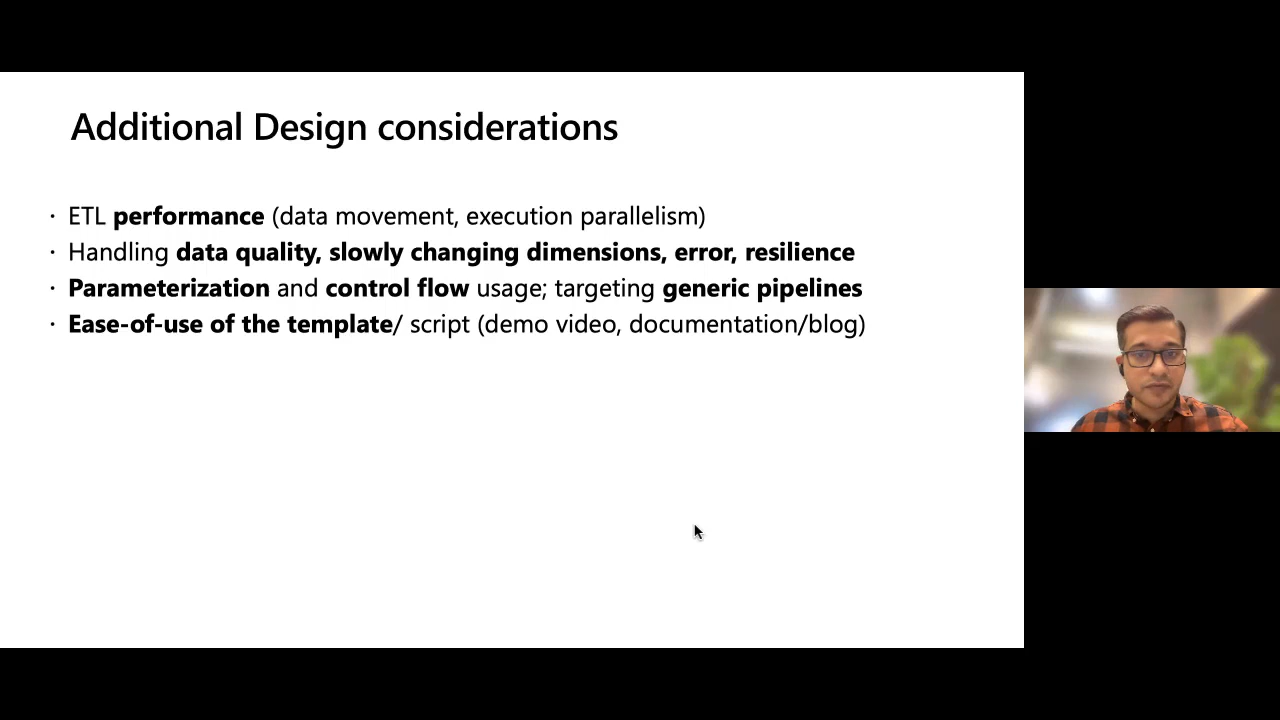 Additional Design considerations
· ETL performance (data movement, execution parallelism)
· Handling data quality, slowly changing dimensions, error, resilience
· Parameterization and control flow usage; targeting generic pipelines
· Ease-of-use of the template/ script (demo video, documentation/blog)